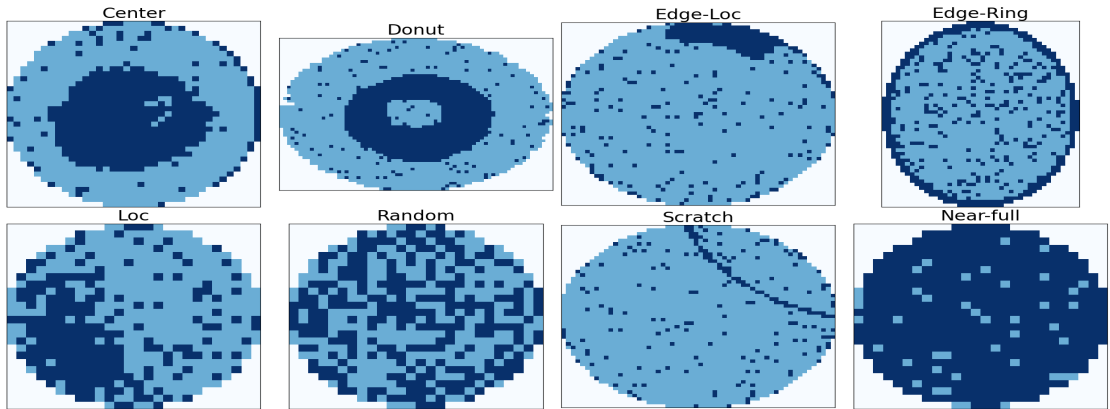 Center
Donut
Edge-Loc
Edge-Ring
Loc
Random
Scratch
Near-full